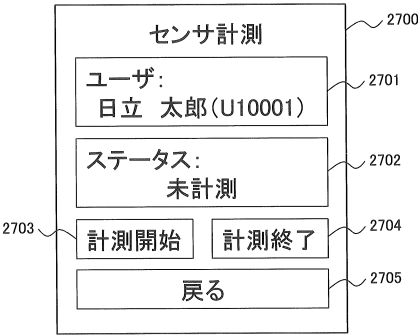 センサ計測
2700
ユーザ：
2701
日立　太郎（U10001）
ステータス：
2702
未計測
2703
計測開始
計測終了
2704
戻る
2705